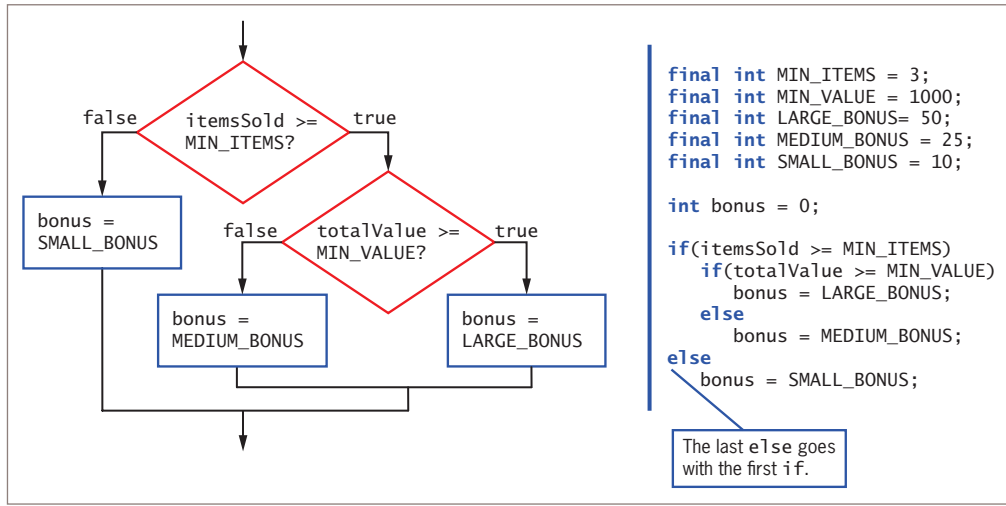 itemsSold >=
MIN_ITEMS?
false
true
bonus =
SMALL_BONUS
totalValue >=
MIN_VALUE?
false
true
bonus =
MEDIUM_BONUS
bonus =
LARGE_BONUS
final int MIN_ITEMS = 3;
final int MIN_VALUE = 1000;
final int LARGE_BONUS= 50;
final int MEDIUM_BONUS = 25;
final int SMALL_BONUS = 10;
int bonus = 0;
if(itemsSold >= MIN_ITEMS)
if(totalValue >= MIN_VALUE)
bonus = LARGE_BONUS;
else
bonus = MEDIUM_BONUS;
else
bonus = SMALL_BONUS;
The last else goes
with the first if.